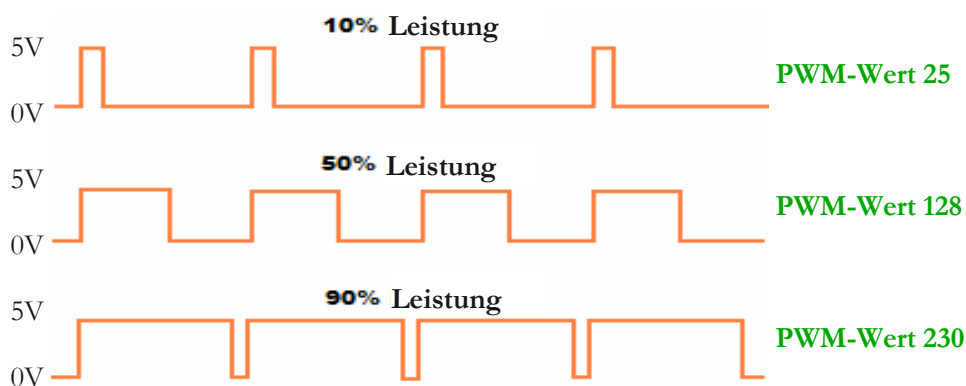 10% Leistung
5V
PWM-Wert 25
0V
50% Leistung
5V
PWM-Wert 128
0V
90% Leistung
5V
PWM-Wert 230
0V